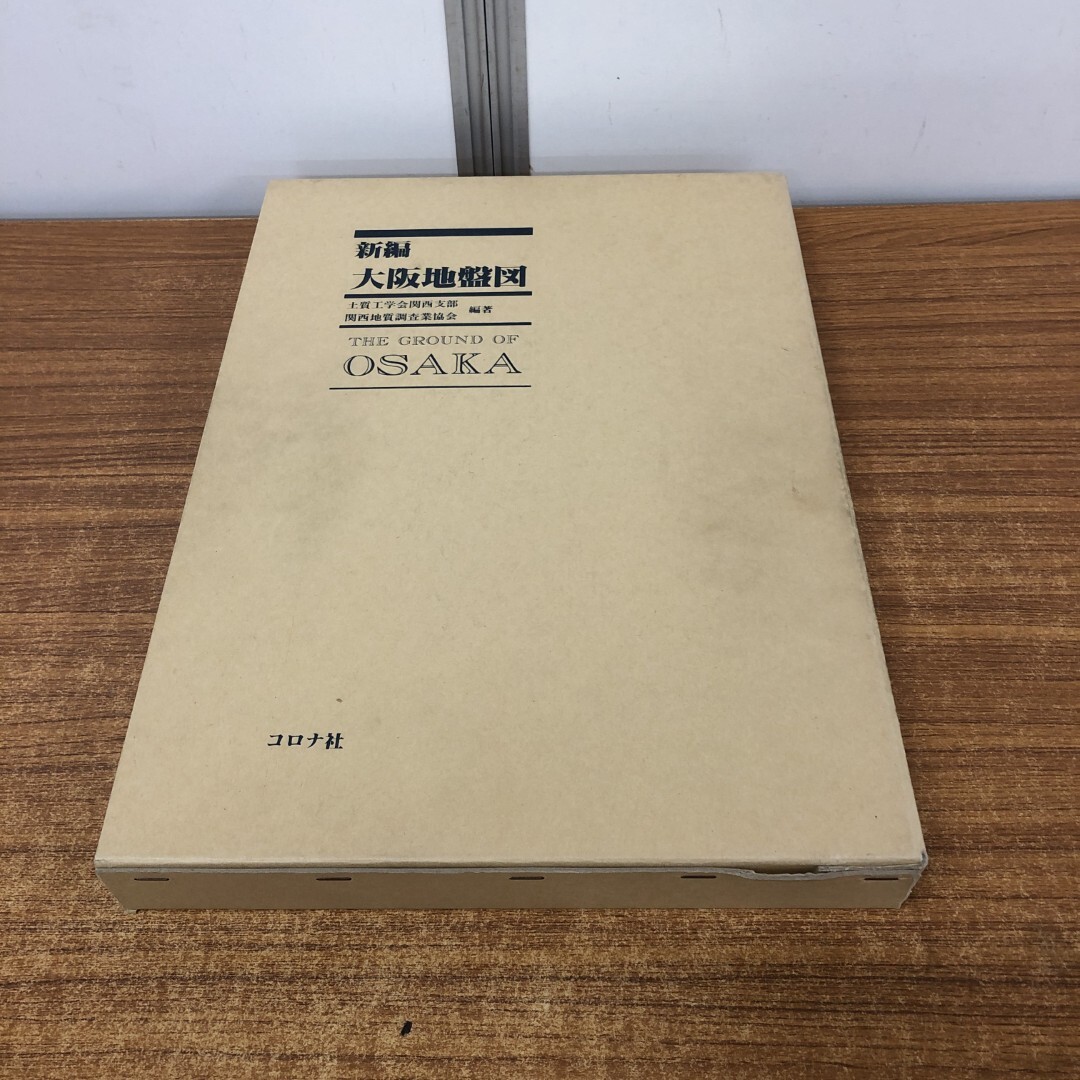 新編
大阪地盤図
土質工学会関西支部
関西地質調査業協会
編著
THE GROUND OF
OSAKA
コロナ社